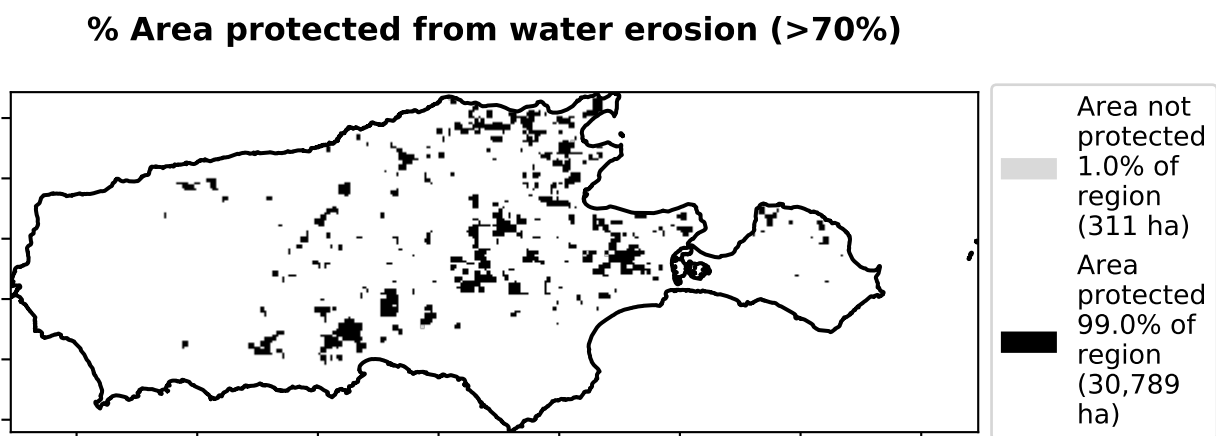 % Area protected from water erosion (>70%)
Area not
protected
1.0% of
region
(311 ha)
Area
protected
99.0% of
region
(30,789
ha)